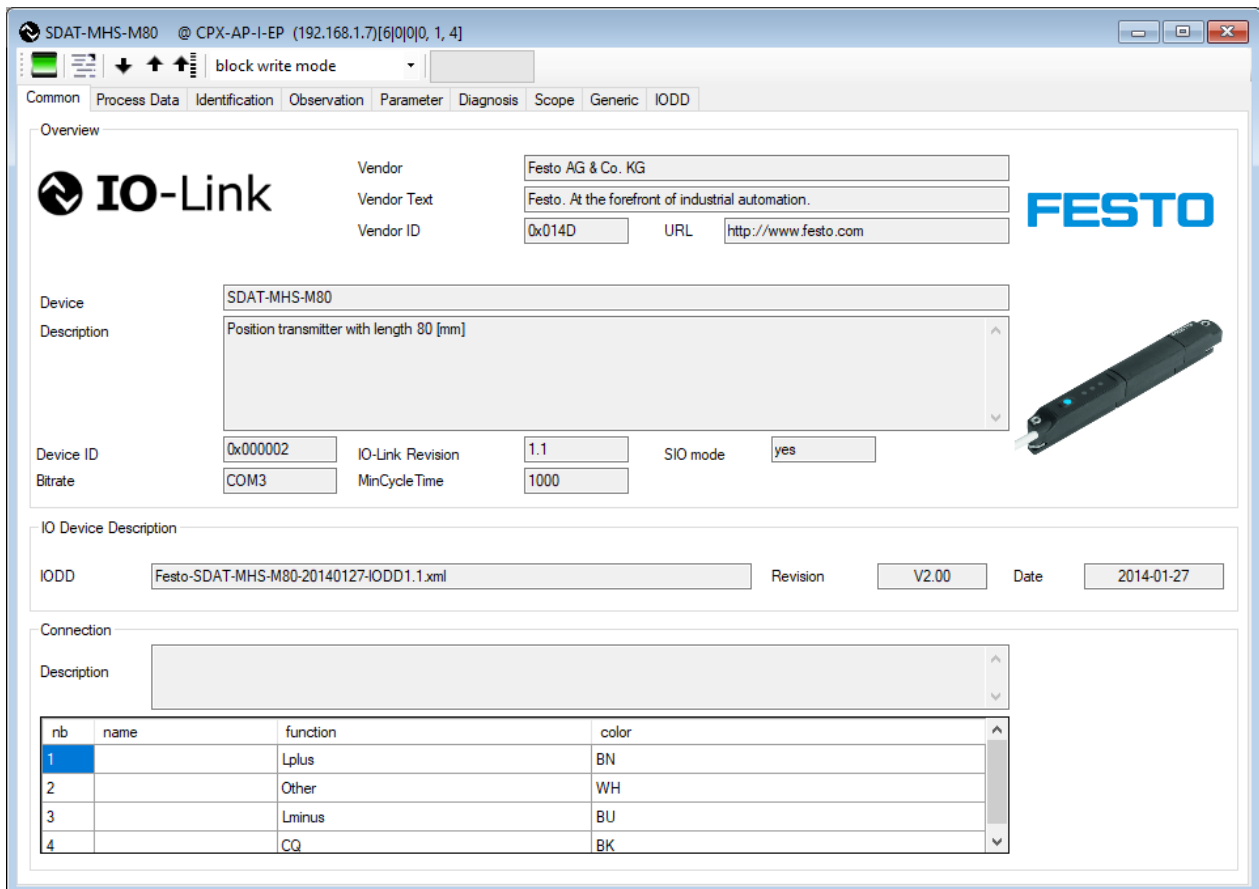 SDAT-MHS-M80 @ CPX-AP-I-EP (192.168.1.7)[6|0|0|0, 1, 4]
block write mode
Common Process Data Identification Observation Parameter Diagnosis Scope Generic IODD
Overview
IO-Link
Vendor Festo AG & Co. KG
Vendor Text Festo. At the forefront of industrial automation.
Vendor ID 0x014D URL http://www.festo.com
FESTO
Device SDAT-MHS-M80
Description Position transmitter with length 80 [mm]
Device ID 0x000002 IO-Link Revision 1.1 SIO mode yes
Bitrate COM3 MinCycleTime 1000
IO Device Description
IODD Festo-SDAT-MHS-M80-20140127-IODD1.1.xml Revision V2.00 Date 2014-01-27
Connection
Description
nb name function color
1 Lplus BN
2 Other WH
3 Lminus BU
4 CQ BK